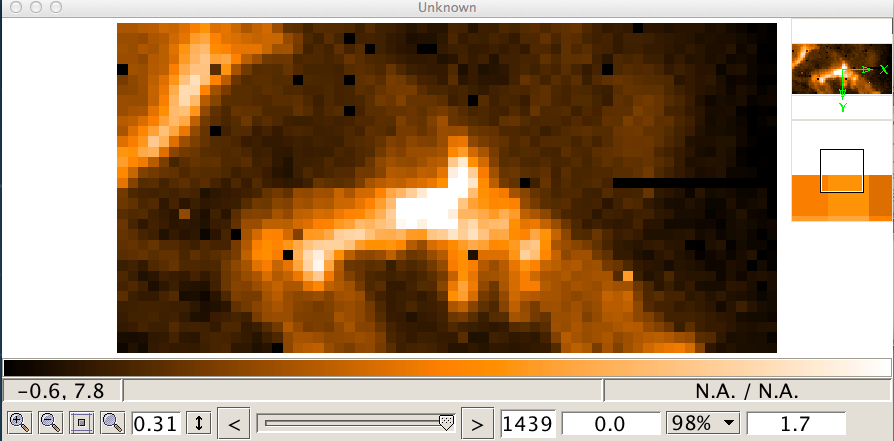 Unknown
X
Y
-0.6, 7.8
N.A. / N.A.
0.31 < > 1439 0.0 98% 1.7